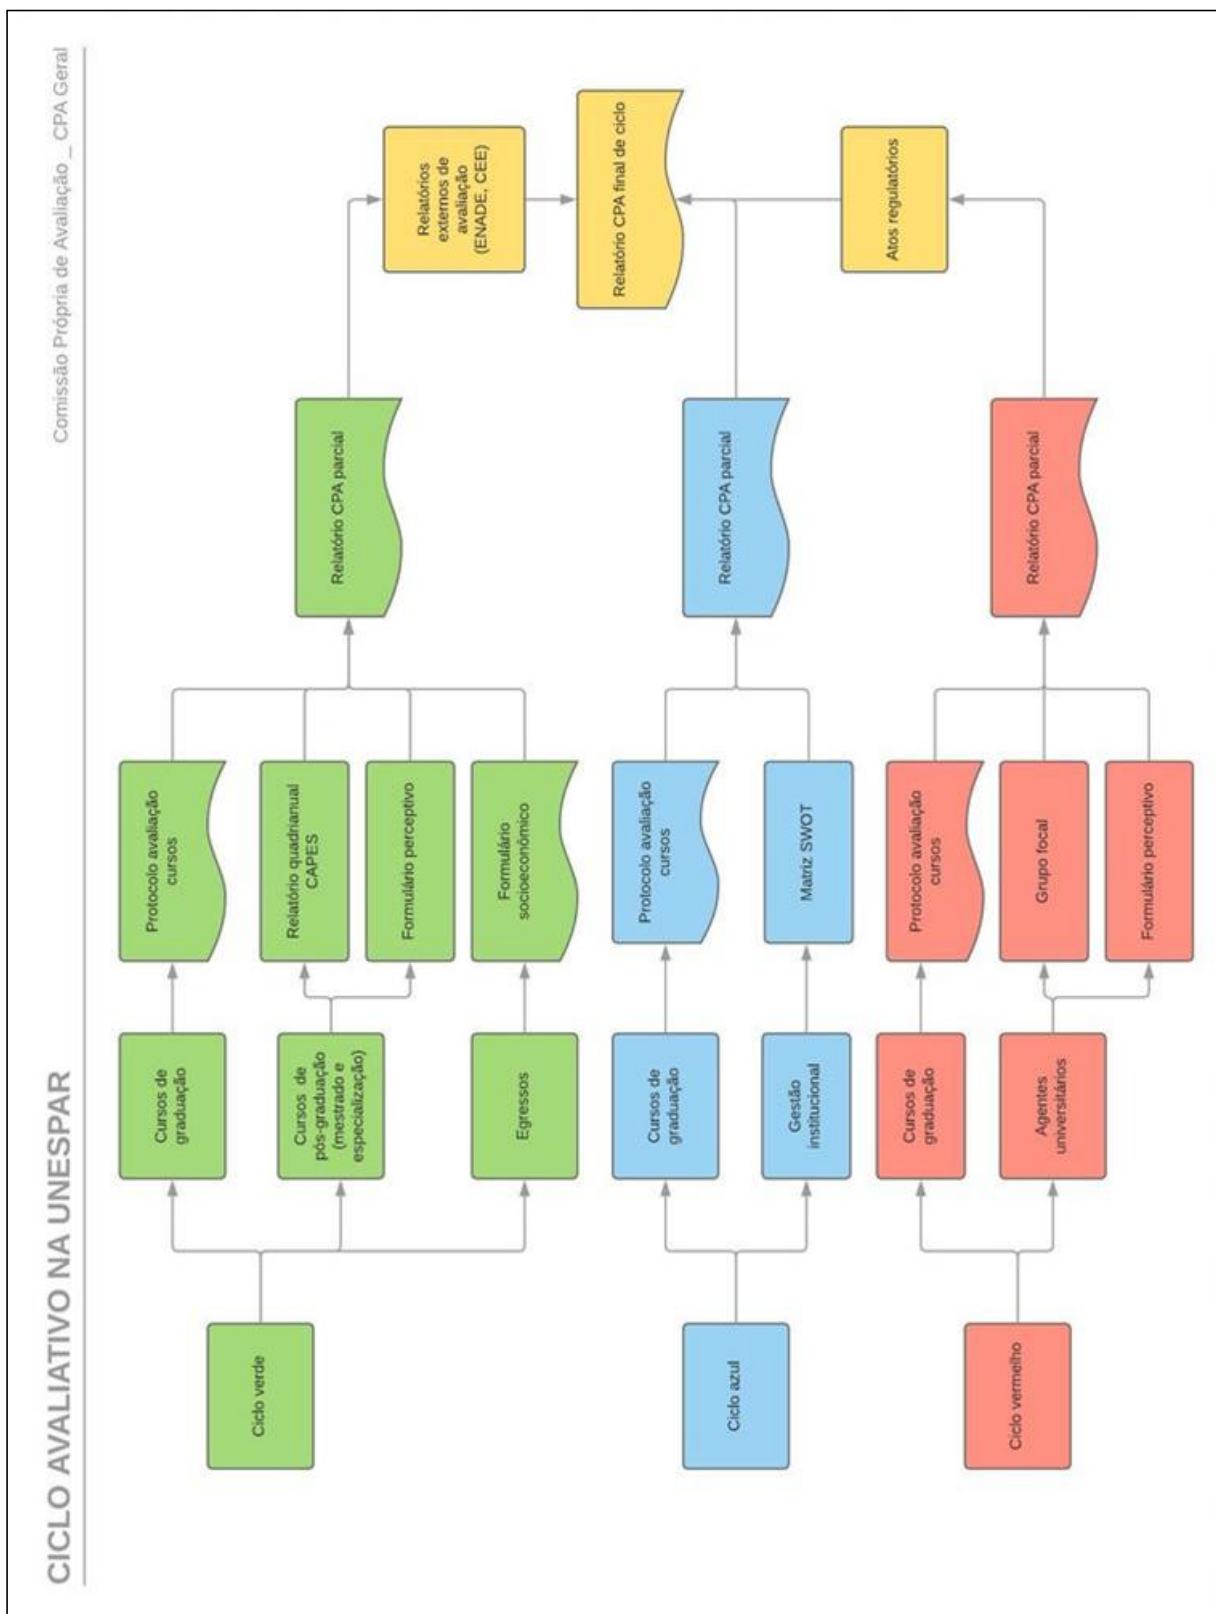 CICLO AVALIATIVO NA UNESPAR
Comissão Própria de Avaliação _ CPA Geral
Ciclo verde
Cursos de
graduação
Cursos de
pós-graduação
(mestrado e
especialização)
Egressos
Protocolo avaliação
cursos
Relatório quadrianual
CAPES
Formulário perceptivo
Formulário
socioeconômico
Relatório CPA parcial
Relatórios
externos de
avaliação
(ENADE, CEE)
Ciclo azul
Cursos de
graduação
Gestão
institucional
Protocolo avaliação
cursos
Matriz SWOT
Relatório CPA parcial
Relatório CPA final de ciclo
Ciclo vermelho
Cursos de
graduação
Agentes
universitários
Protocolo avaliação
cursos
Grupo focal
Formulário perceptivo
Relatório CPA parcial
Atos regulatórios